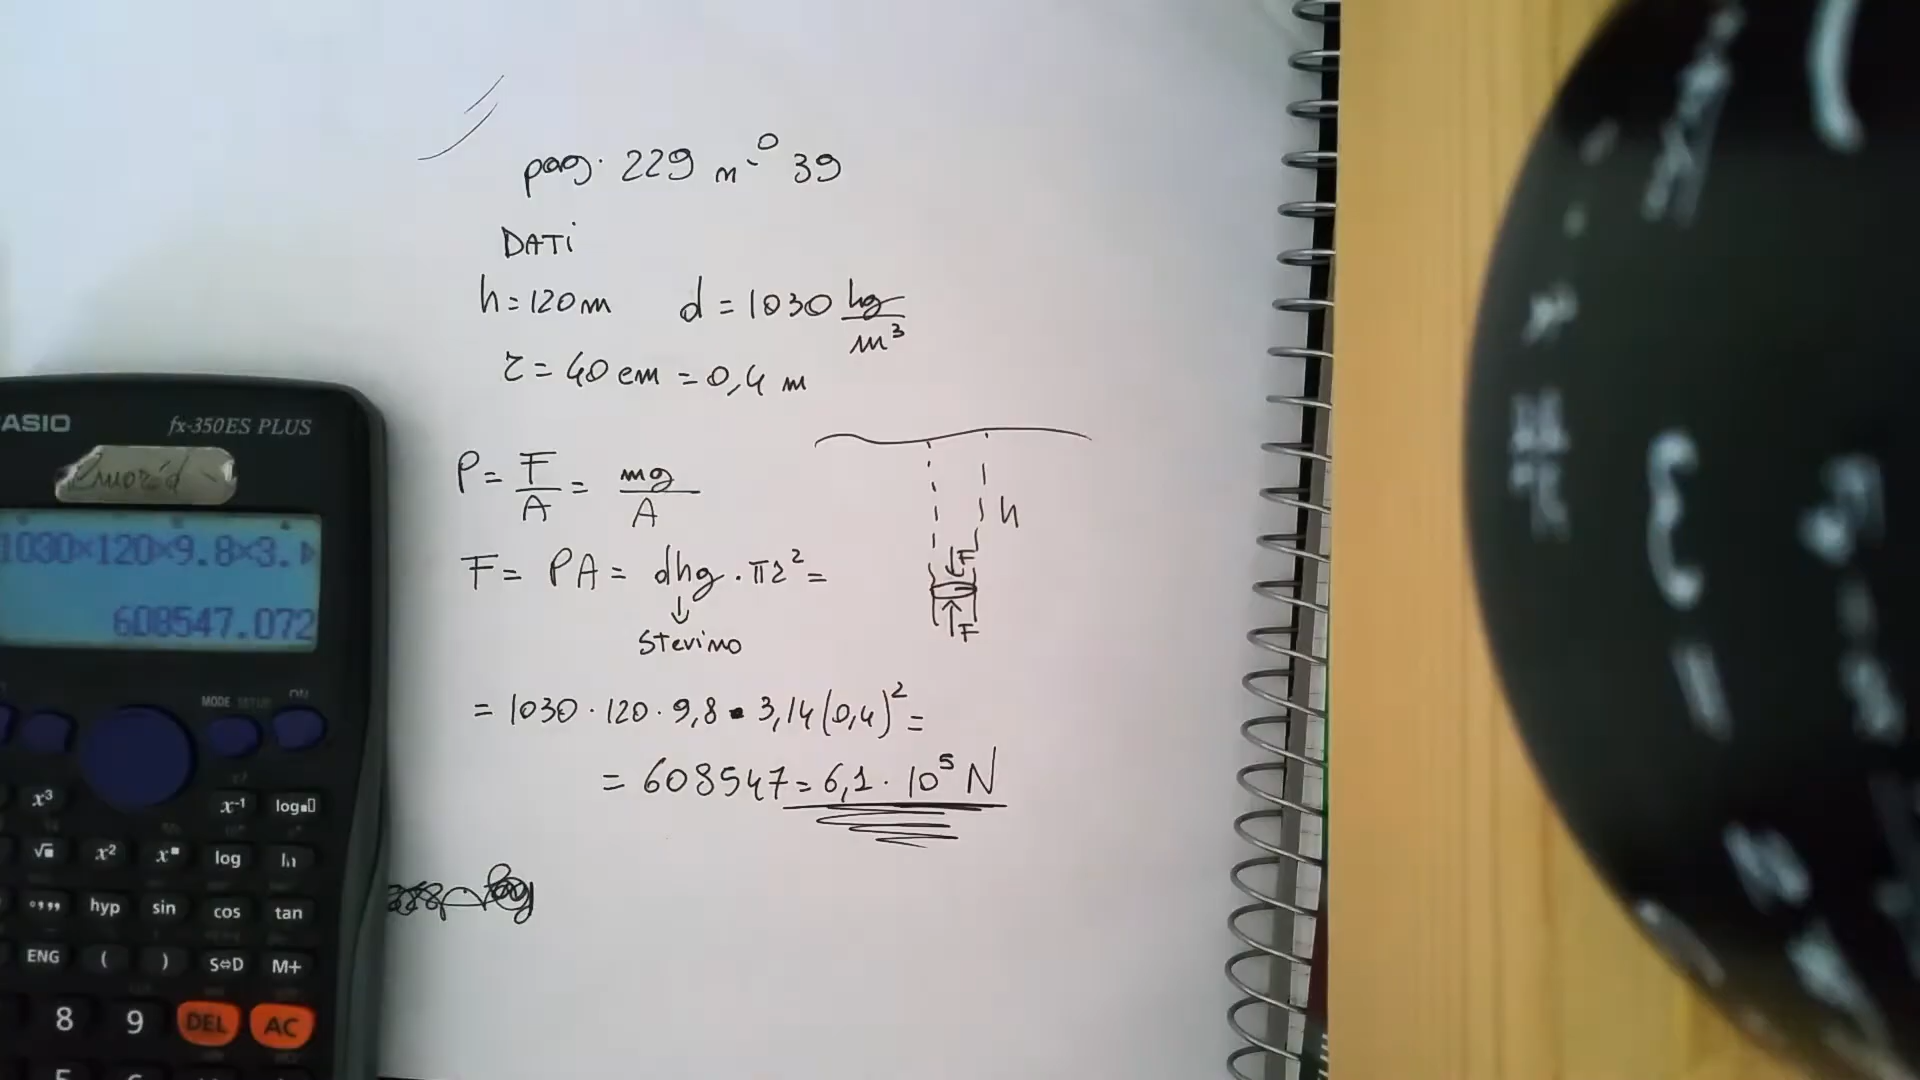 pag. 229 n.o 39
DATi
h = 120 m d = 1030 kg/m³
r = 40 cm = 0,4 m
P = F/A = mg/A
h
F = PA = dhg · πr² =
F
F
Stevino
= 1030 · 120 · 9,8 · 3,14 (0,4)² =
= 608547 = 6,1 · 10⁵ N
CASIO fx-350ES PLUS
1030×120×9.8×3.
608547.072
MODE SETUP ON
x³ x⁻¹ log
√ x² x log ln
hyp sin cos tan
ENG ( ) S⇔D M+
8 9 DEL AC